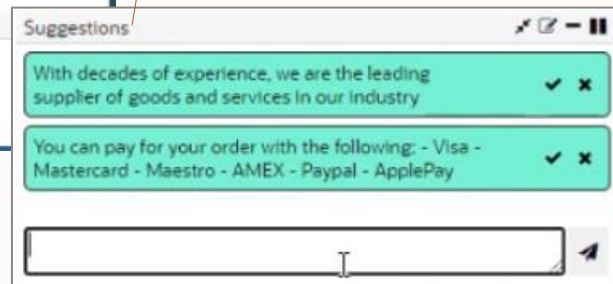 Suggestions
With decades of experience, we are the leading
supplier of goods and services in our industry
You can pay for your order with the following: - Visa -
Mastercard - Maestro - AMEX - Paypal - ApplePay